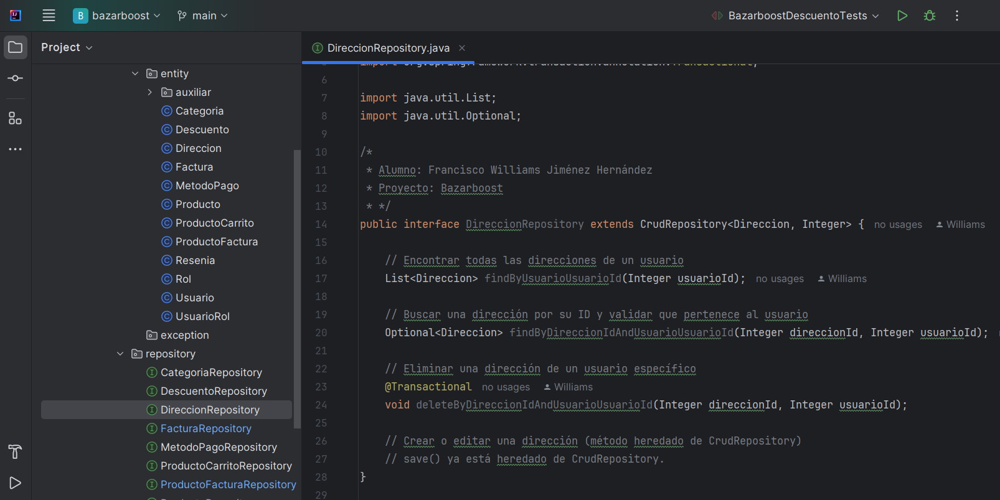 B bazarboost main BazarboostDescuentoTests
Project
entity
auxiliar
Categoria
Descuento
Direccion
Factura
MetodoPago
Producto
ProductoCarrito
ProductoFactura
Resenia
Rol
Usuario
UsuarioRol
exception
repository
CategoriaRepository
DescuentoRepository
DireccionRepository
FacturaRepository
MetodoPagoRepository
ProductoCarritoRepository
ProductoFacturaRepository
DireccionRepository.java
import org.springframework.transaction.annotation.Transactional;
6
7 import java.util.List;
8 import java.util.Optional;
9
10 /*
11 * Alumno: Francisco Williams Jiménez Hernández
12 * Proyecto: Bazarboost
13 * */
14 public interface DireccionRepository extends CrudRepository<Direccion, Integer> { no usages Williams
15
16 // Encontrar todas las direcciones de un usuario
17 List<Direccion> findByUsuarioUsuarioId(Integer usuarioId); no usages Williams
18
19 // Buscar una dirección por su ID y validar que pertenece al usuario
20 Optional<Direccion> findByDireccionIdAndUsuarioUsuarioId(Integer direccionId, Integer usuarioId);
21
22 // Eliminar una dirección de un usuario específico
23 @Transactional no usages Williams
24 void deleteByDireccionIdAndUsuarioUsuarioId(Integer direccionId, Integer usuarioId);
25
26 // Crear o editar una dirección (método heredado de CrudRepository)
27 // save() ya está heredado de CrudRepository.
28 }
29